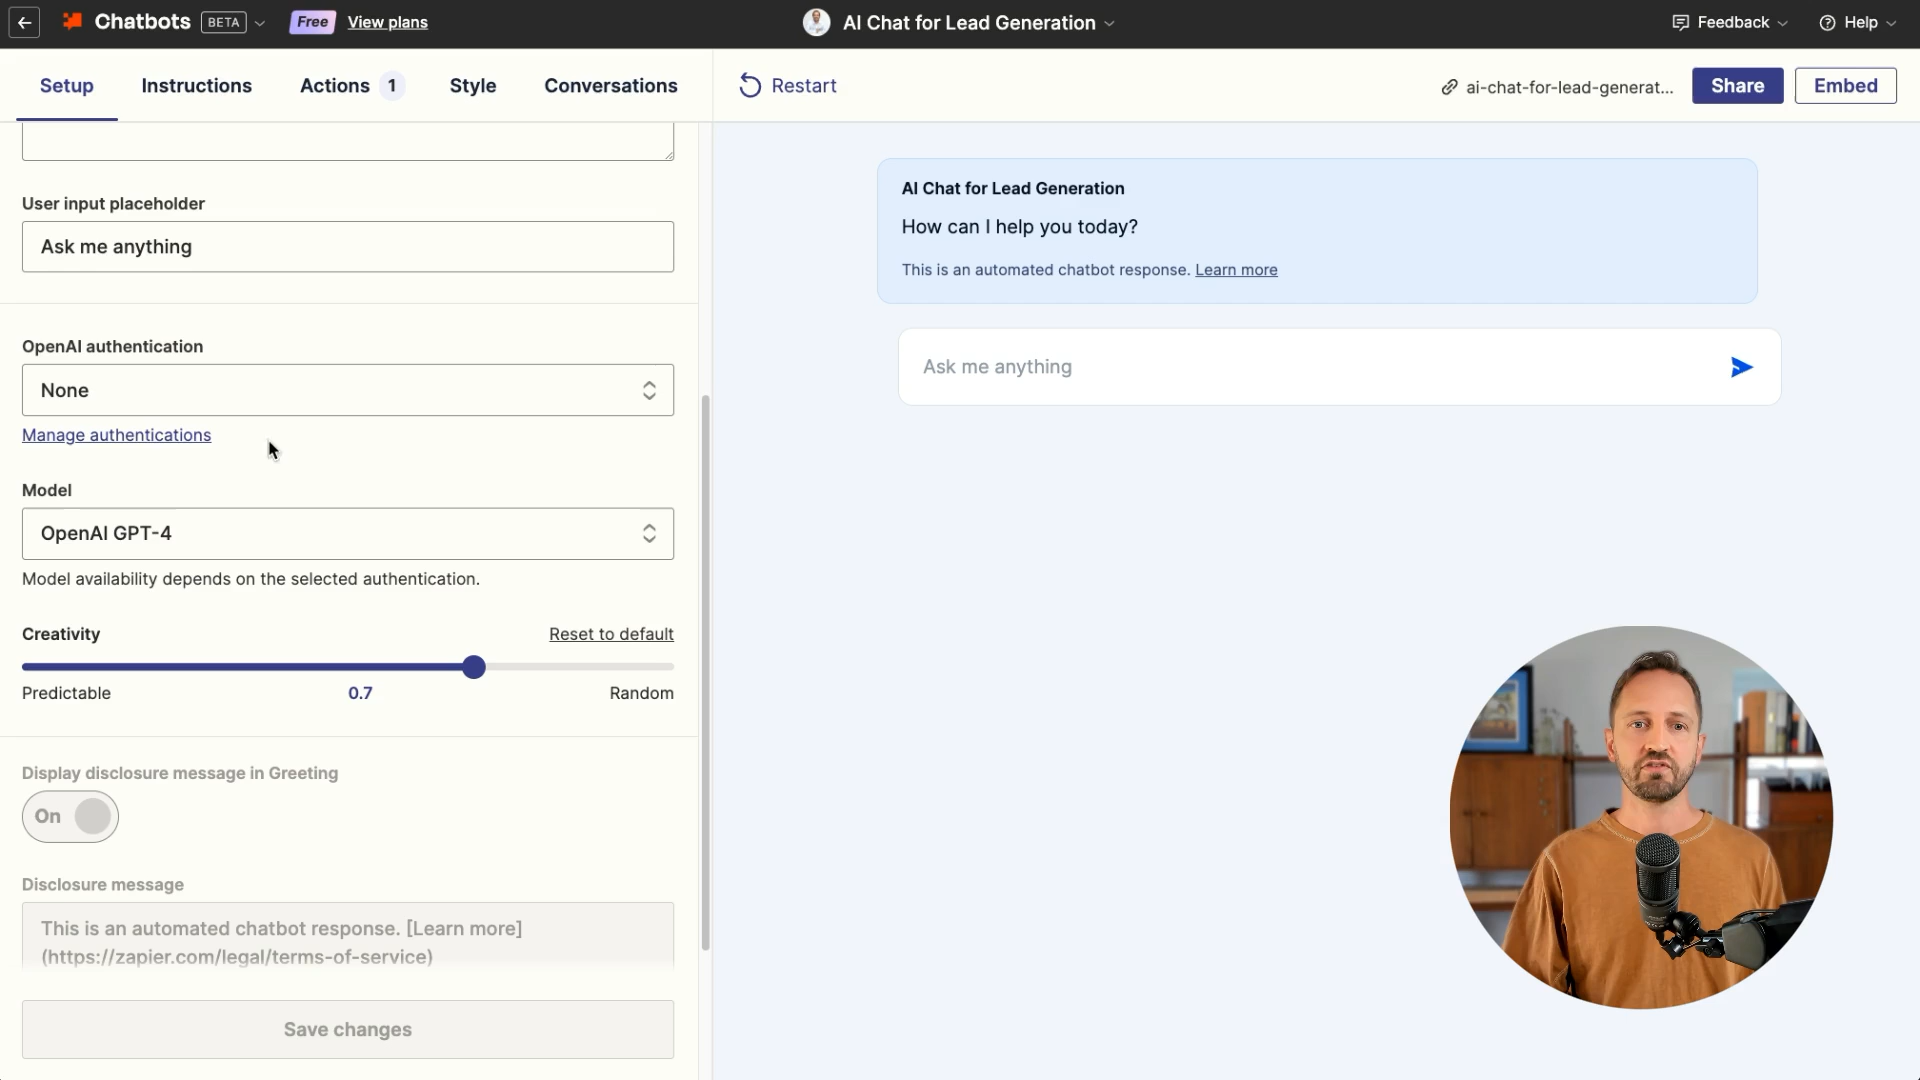 Chatbots BETA Free View plans
AI Chat for Lead Generation
Feedback Help
Setup Instructions Actions 1 Style Conversations
Restart
ai-chat-for-lead-generat... Share Embed
User input placeholder
Ask me anything
OpenAI authentication
None
Manage authentications
Model
OpenAI GPT-4
Model availability depends on the selected authentication.
Creativity Reset to default
Predictable 0.7 Random
Display disclosure message in Greeting
On
Disclosure message
This is an automated chatbot response. [Learn more]
(https://zapier.com/legal/terms-of-service)
Save changes
AI Chat for Lead Generation
How can I help you today?
This is an automated chatbot response. Learn more
Ask me anything